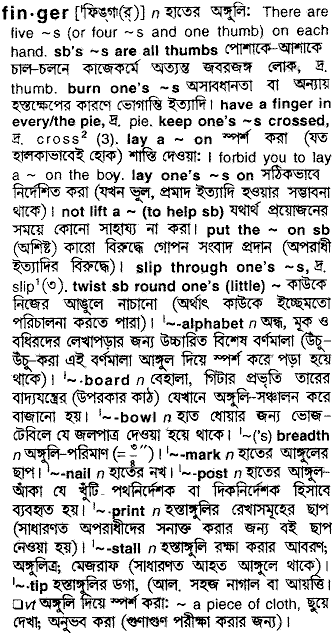 fin·ger ['ফিঙগা(র্)] n হাতের অঙ্গুলি: There are
five ~s (or four ~s and one thumb) on each
hand. sb's ~s are all thumbs পোশাকে-আশাকে
চাল-চলনে কাজেকর্মে অত্যন্ত জবরজঙ্গ লোক, দ্র.
thumb. burn one's ~s অসাবধানতা বা অন্যায়
হস্তক্ষেপের কারণে ভোগান্তি ইত্যাদি। have a finger in
every/the pie, দ্র. pie. keep one's ~s crossed,
দ্র. cross² (3). lay a ~ on স্পর্শ করা (যত
হালকাভাবেই হোক) শাস্তি দেওয়া: I forbid you to lay
a ~ on the boy. lay one's ~s on সঠিকভাবে
নির্দেশিত করা (যখন ভুল, প্রমাদ ইত্যাদি হওয়ার সম্ভাবনা
থাকে)। not lift a ~ (to help sb) যথার্থ প্রয়োজনের
সময়ে কোনো সাহায্য না করা। put the ~ on sb
(অশিষ্ট) কারো বিরুদ্ধে গোপন সংবাদ প্রদান (অপরাধী
ইত্যাদির বিরুদ্ধে)। slip through one's ~s, দ্র.
slip¹(৩). twist sb round one's (little) ~ কাউকে
নিজের আঙুলে নাচানো (অর্থাৎ কাউকে ইচ্ছেমতো
পরিচালনা করতে পারা)। '~-alphabet n অন্ধ, মূক ও
বধিরদের লেখাপড়ার জন্য উচ্চারিত বিশেষ বর্ণমালা (উঁচু-
উঁচু-করা এই বর্ণমালা আঙ্গুল দিয়ে স্পর্শ করে পড়া হয়ে
থাকে)। '~·board n বেহালা, গিটার প্রভৃতি তারের
বাদ্যযন্ত্রের (উপরকার কাঠ) যেখানে অঙ্গুলি-সঞ্চালন করে
বাজানো হয়। '~-bowl n হাত ধোয়ার জন্য ভোজ-
টেবিলে যে জলপাত্র দেওয়া হয়ে থাকে। ~('s) breadth
n অঙ্গুলি-পরিমাণ (= ৩/৪")। '~-mark n হাতের আঙ্গুলের
ছাপ। '~-nail n হাতের নখ। '~-post n হাতের আঙ্গুল-
আঁকা যে খুঁটি পথনির্দেশক বা দিকনির্দেশক হিসাবে
ব্যবহৃত হয়। '~·print n হস্তাঙ্গুলির রেখাসমূহের ছাপ
(সাধারণত অপরাধীদের সনাক্ত করার জন্য বই ছাপ
নেওয়া হয়)। '~-stall n হস্তাঙ্গুলি রক্ষা করার আবরণ;
অঙ্গুলিত্র; মেজরাফ (সাধারণত আহত আঙ্গুলে থাকে)।
'~-tip হস্তাঙ্গুলির ডগা, (আল. সহজ নাগাল বা আয়ত্তি।
□vt অঙ্গুলি দিয়ে স্পর্শ করা: ~ a piece of cloth, ছুয়ে
দেখা; অনুভব করা (গুণাগুণ পরীক্ষা করার জন্য)।